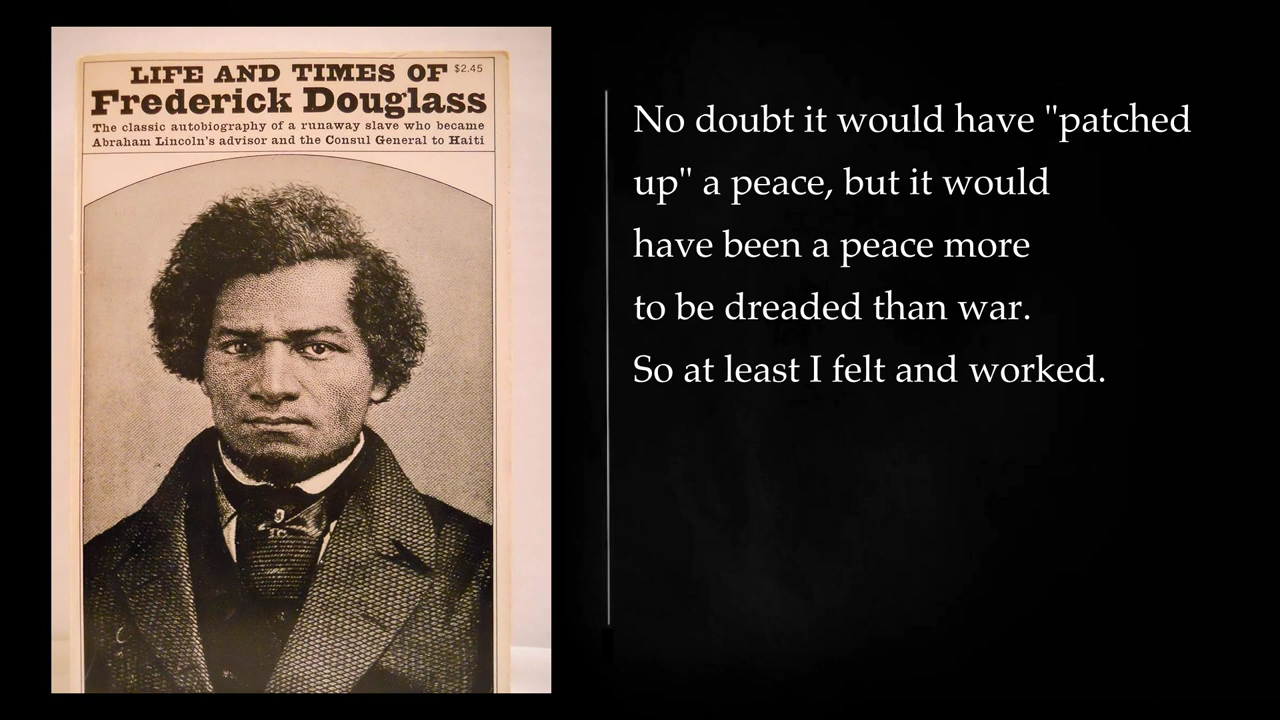 LIFE AND TIMES OF $2.45
Frederick Douglass
The classic autobiography of a runaway slave who became
Abraham Lincoln's advisor and the Consul General to Haiti
No doubt it would have "patched
up" a peace, but it would
have been a peace more
to be dreaded than war.
So at least I felt and worked.